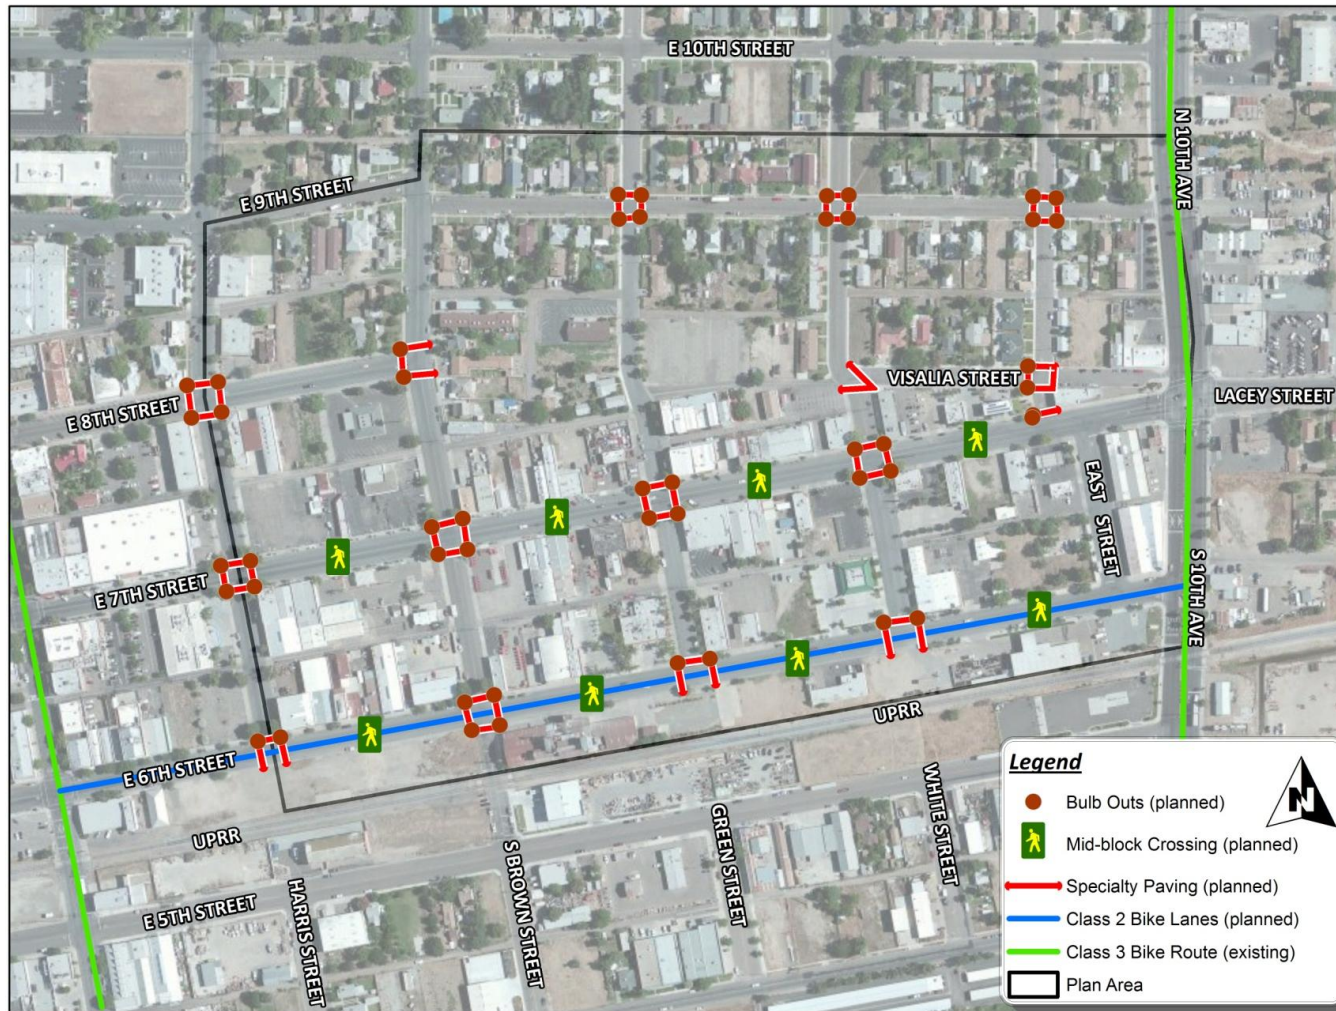 E 10TH STREET
N 10TH AVE
E 9TH STREET
VISALIA STREET
LACEY STREET
E 8TH STREET
EAST STREET
E 7TH STREET
S 10TH AVE
E 6TH STREET
UPRR
UPRR
WHITE STREET
GREEN STREET
S BROWN STREET
HARRIS STREET
E 5TH STREET
Legend
N
Bulb Outs (planned)
Mid-block Crossing (planned)
Specialty Paving (planned)
Class 2 Bike Lanes (planned)
Class 3 Bike Route (existing)
Plan Area